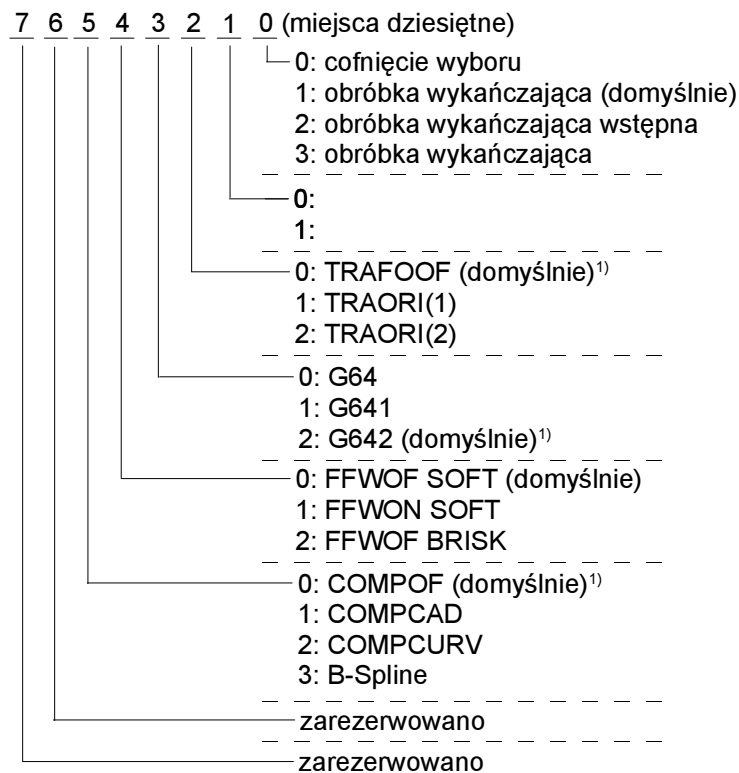 7 6 5 4 3 2 1 0 (miejsca dziesiętne)
0: cofnięcie wyboru
1: obróbka wykańczająca (domyślnie)
2: obróbka wykańczająca wstępna
3: obróbka wykańczająca
0:
1:
0: TRAFOOF (domyślnie)1)
1: TRAORI(1)
2: TRAORI(2)
0: G64
1: G641
2: G642 (domyślnie)1)
0: FFWOF SOFT (domyślnie)
1: FFWON SOFT
2: FFWOF BRISK
0: COMPOF (domyślnie)1)
1: COMPCAD
2: COMPCURV
3: B-Spline
zarezerwowano
zarezerwowano